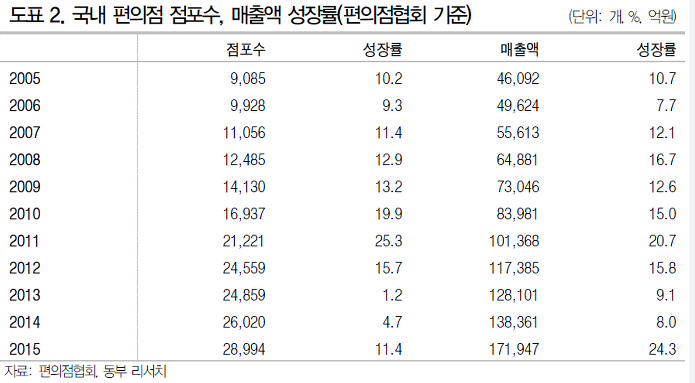 도표 2. 국내 편의점 점포수, 매출액 성장률(편의점협회 기준) (단위: 개, %, 억원)
점포수 성장률 매출액 성장률
2005 9,085 10.2 46,092 10.7
2006 9,928 9.3 49,624 7.7
2007 11,056 11.4 55,613 12.1
2008 12,485 12.9 64,881 16.7
2009 14,130 13.2 73,046 12.6
2010 16,937 19.9 83,981 15.0
2011 21,221 25.3 101,368 20.7
2012 24,559 15.7 117,385 15.8
2013 24,859 1.2 128,101 9.1
2014 26,020 4.7 138,361 8.0
2015 28,994 11.4 171,947 24.3
자료: 편의점협회, 동부 리서치